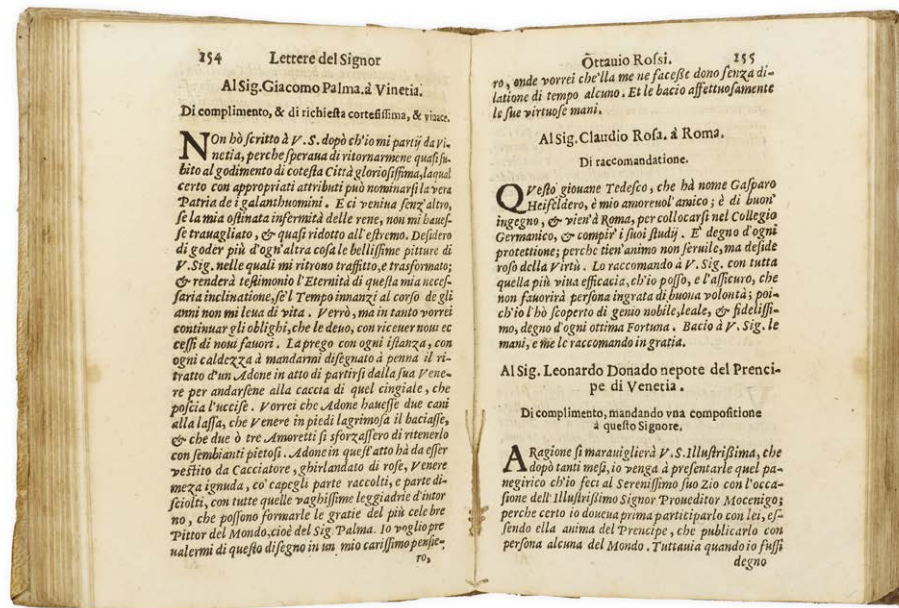 154 Lettere del Signor
Al Sig. Giacomo Palma. à Vinetia.
Di complimento, & di richiesta cortesissima, & viuace.
NOn hò scritto à V. S. dopò ch'io mi partij da Vi-
netia, perche speraua di ritornarmene quasi su-
bito al godimento di cotesta Città gloriosissima, laqual
certo con appropriati attributi può nominarsi la vera
Patria de i galanthuomini. E ci veniua senz'altro,
se la mia ostinata infermità delle rene, non mi haues-
se trauagliato, & quasi ridotto all'estremo. Desidero
di goder più d'ogn'altra cosa le bellissime pitture di
V. Sig. nelle quali mi ritrouo traffitto, e trasformato;
& renderà testimonio l'Eternità di questa mia neces-
saria inclinatione, se'l Tempo innanzi al corso de gli
anni non mi leua di vita. Verrò, ma in tanto vorrei
continuar gli oblighi, che le deuo, con riceuer noui ec
cessi di noui fauori. La prego con ogni istanza, con
ogni caldezza à mandarmi disegnato à penna il ri-
tratto d'un Adone in atto di partirsi dalla sua Vene-
re per andarsene alla caccia di quel cingiale, che
poscia l'uccise. Vorrei che Adone hauesse due cani
alla lassa, che Venere in piedi lagrimosa il baciasse,
& che due ò tre Amoretti si sforzassero di ritenerlo
con sembianti pietosi. Adone in quest'atto hà da esser
vestito da Cacciatore, ghirlandato di rose, Venere
meza ignuda, co' capegli parte raccolti, e parte di-
sciolti, con tutte quelle vaghissime leggiadrie d'intor
no, che possono formarle le gratie del più celebre
Pittor del Mondo, cioè del Sig. Palma. Io voglio pre
ualermi di questo disegno in un mio carissimo pensie-
ro,
Ottauio Rossi. 155
ro, onde vorrei che'lla me ne facesse dono senza di-
latione di tempo alcuno. Et le bacio affettuosamente
le sue virtuose mani.
Al Sig. Claudio Rosa. à Roma.
Di raccomandatione.
QVesto giouane Tedesco, che hà nome Gasparo
Heifeldero, è mio amoreuol'amico; è di buon'
ingegno, & vien'à Roma, per collocarsi nel Collegio
Germanico, & compir' i suoi studij. E' degno d'ogni
protettione; perche tien'animo non seruile, ma deside
roso della Virtù. Lo raccomando à V. Sig. con tutta
quella più viua efficacia, ch'io posso, e l'assicuro, che
non fauorirà persona ingrata di buona volontà; poi-
ch'io l'hò scoperto di genio nobile, leale, & fidelissi-
mo, degno d'ogni ottima Fortuna. Bacio à V. Sig. le
mani, e me le raccomando in gratia.
Al Sig. Leonardo Donado nepote del Prenci-
pe di Venetia.
Di complimento, mandando vna compositione
à questo Signore.
A Ragione si marauiglierà V. S. Illustrißima, che
dopò tanti mesi, io venga à presentarle quel pa-
negirico ch'io feci al Serenissimo suo Zio con l'occa-
sione dell'Illustrißimo Signor Proueditor Mocenigo;
perche certo io doueua prima participarlo con lei, es-
sendo ella anima del Prencipe, che publicarlo con
persona alcuna del Mondo. Tuttauia quando io fussi
degno